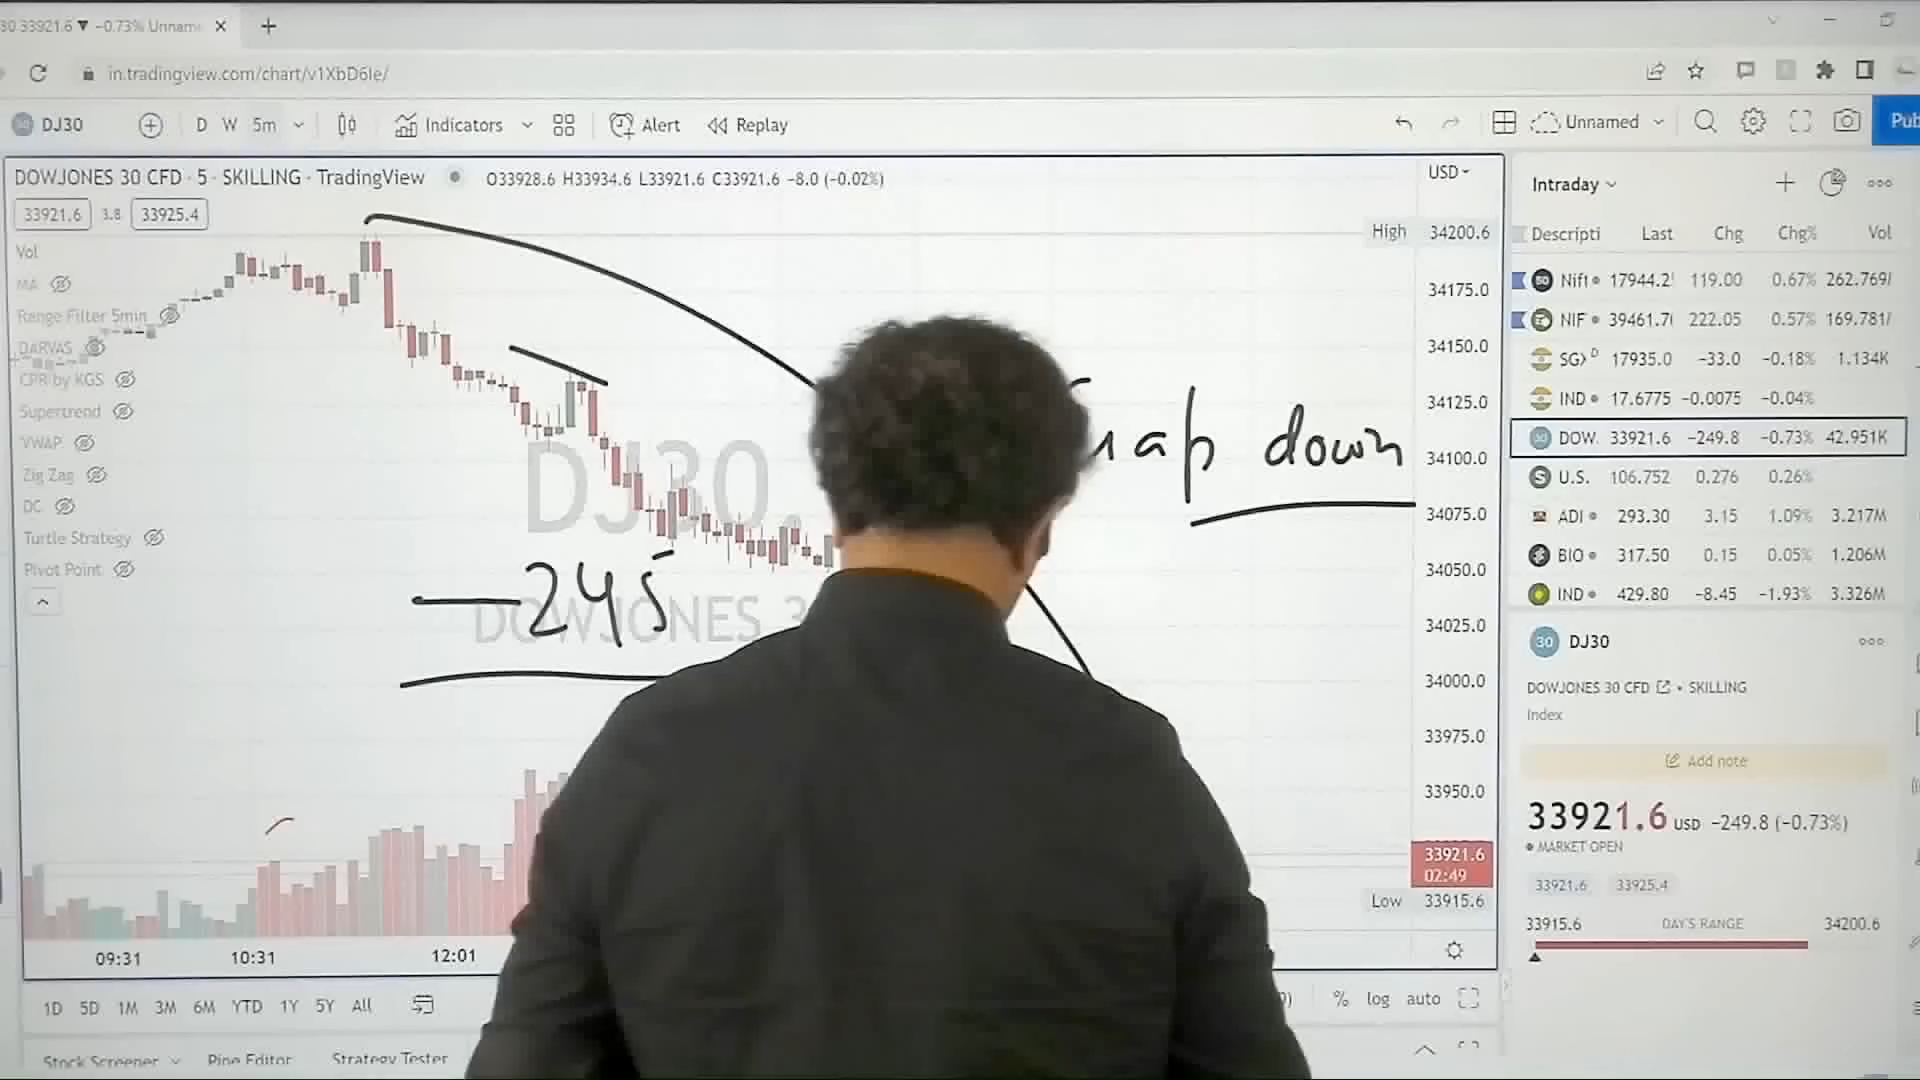 30 33921.6 ▼ −0.73% Unnam
in.tradingview.com/chart/v1XbD6Ie/
DJ30 D W 5m Indicators Alert Replay Unnamed Pub
DOWJONES 30 CFD · 5 · SKILLING · TradingView O33928.6 H33934.6 L33921.6 C33921.6 −8.0 (−0.02%) USD
33921.6 3.8 33925.4
Vol
MA
Range Filter 5min
DARVAS
CPR by KGS
Supertrend
VWAP
Zig Zag
DC
Turtle Strategy
Pivot Point
DJ30,
DOWJONES 3
−245
down
High 34200.6
34175.0
34150.0
34125.0
34100.0
34075.0
34050.0
34025.0
34000.0
33975.0
33950.0
33921.6
02:49
Low 33915.6
09:31 10:31 12:01
1D 5D 1M 3M 6M YTD 1Y 5Y All % log auto
Stock Screener Pine Editor Strategy Tester
Intraday
Descripti Last Chg Chg% Vol
Nift 17944.2 119.00 0.67% 262.769
NIF 39461.7 222.05 0.57% 169.781
SGX D 17935.0 −33.0 −0.18% 1.134K
IND 17.6775 −0.0075 −0.04%
DOW. 33921.6 −249.8 −0.73% 42.951K
U.S. 106.752 0.276 0.26%
ADI 293.30 3.15 1.09% 3.217M
BIO 317.50 0.15 0.05% 1.206M
IND 429.80 −8.45 −1.93% 3.326M
30 DJ30
DOWJONES 30 CFD • SKILLING
Index
Add note
33921.6 USD −249.8 (−0.73%)
MARKET OPEN
33921.6 33925.4
33915.6 DAY'S RANGE 34200.6